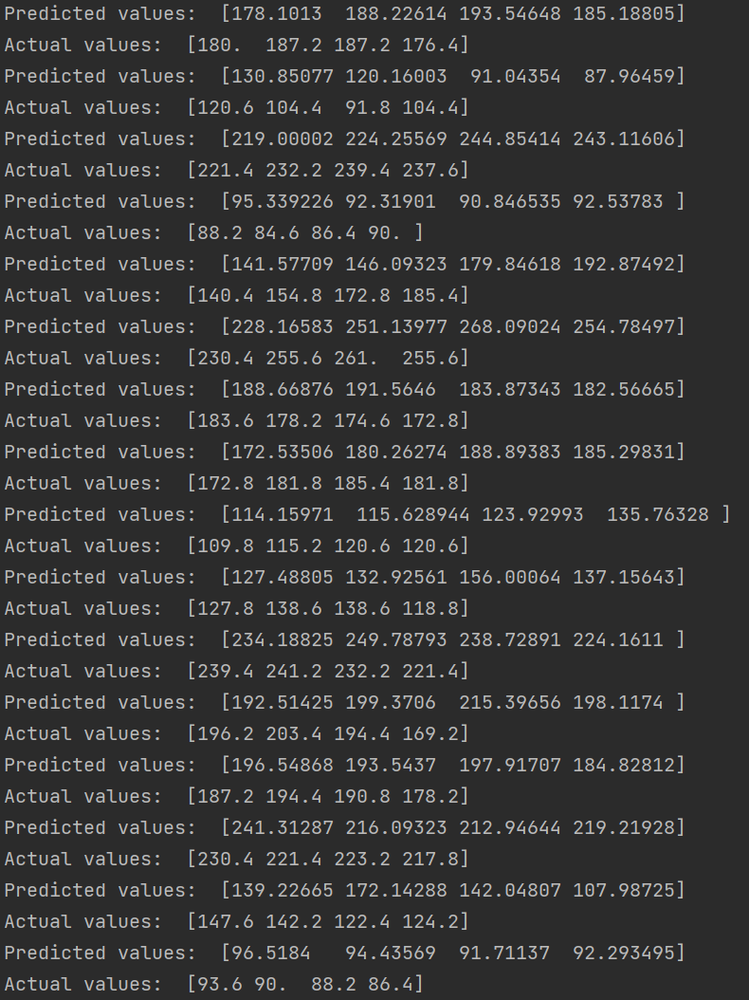 Predicted values:  [178.1013  188.22614 193.54648 185.18805]
Actual values:  [180.  187.2 187.2 176.4]
Predicted values:  [130.85077 120.16003  91.04354  87.96459]
Actual values:  [120.6 104.4  91.8 104.4]
Predicted values:  [219.00002 224.25569 244.85414 243.11606]
Actual values:  [221.4 232.2 239.4 237.6]
Predicted values:  [95.339226 92.31901  90.846535 92.53783 ]
Actual values:  [88.2 84.6 86.4 90. ]
Predicted values:  [141.57709 146.09323 179.84618 192.87492]
Actual values:  [140.4 154.8 172.8 185.4]
Predicted values:  [228.16583 251.13977 268.09024 254.78497]
Actual values:  [230.4 255.6 261.  255.6]
Predicted values:  [188.66876 191.5646  183.87343 182.56665]
Actual values:  [183.6 178.2 174.6 172.8]
Predicted values:  [172.53506 180.26274 188.89383 185.29831]
Actual values:  [172.8 181.8 185.4 181.8]
Predicted values:  [114.15971  115.628944 123.92993  135.76328 ]
Actual values:  [109.8 115.2 120.6 120.6]
Predicted values:  [127.48805 132.92561 156.00064 137.15643]
Actual values:  [127.8 138.6 138.6 118.8]
Predicted values:  [234.18825 249.78793 238.72891 224.1611 ]
Actual values:  [239.4 241.2 232.2 221.4]
Predicted values:  [192.51425 199.3706  215.39656 198.1174 ]
Actual values:  [196.2 203.4 194.4 169.2]
Predicted values:  [196.54868 193.5437  197.91707 184.82812]
Actual values:  [187.2 194.4 190.8 178.2]
Predicted values:  [241.31287 216.09323 212.94644 219.21928]
Actual values:  [230.4 221.4 223.2 217.8]
Predicted values:  [139.22665 172.14288 142.04807 107.98725]
Actual values:  [147.6 142.2 122.4 124.2]
Predicted values:  [96.5184   94.43569  91.71137  92.293495]
Actual values:  [93.6 90.  88.2 86.4]